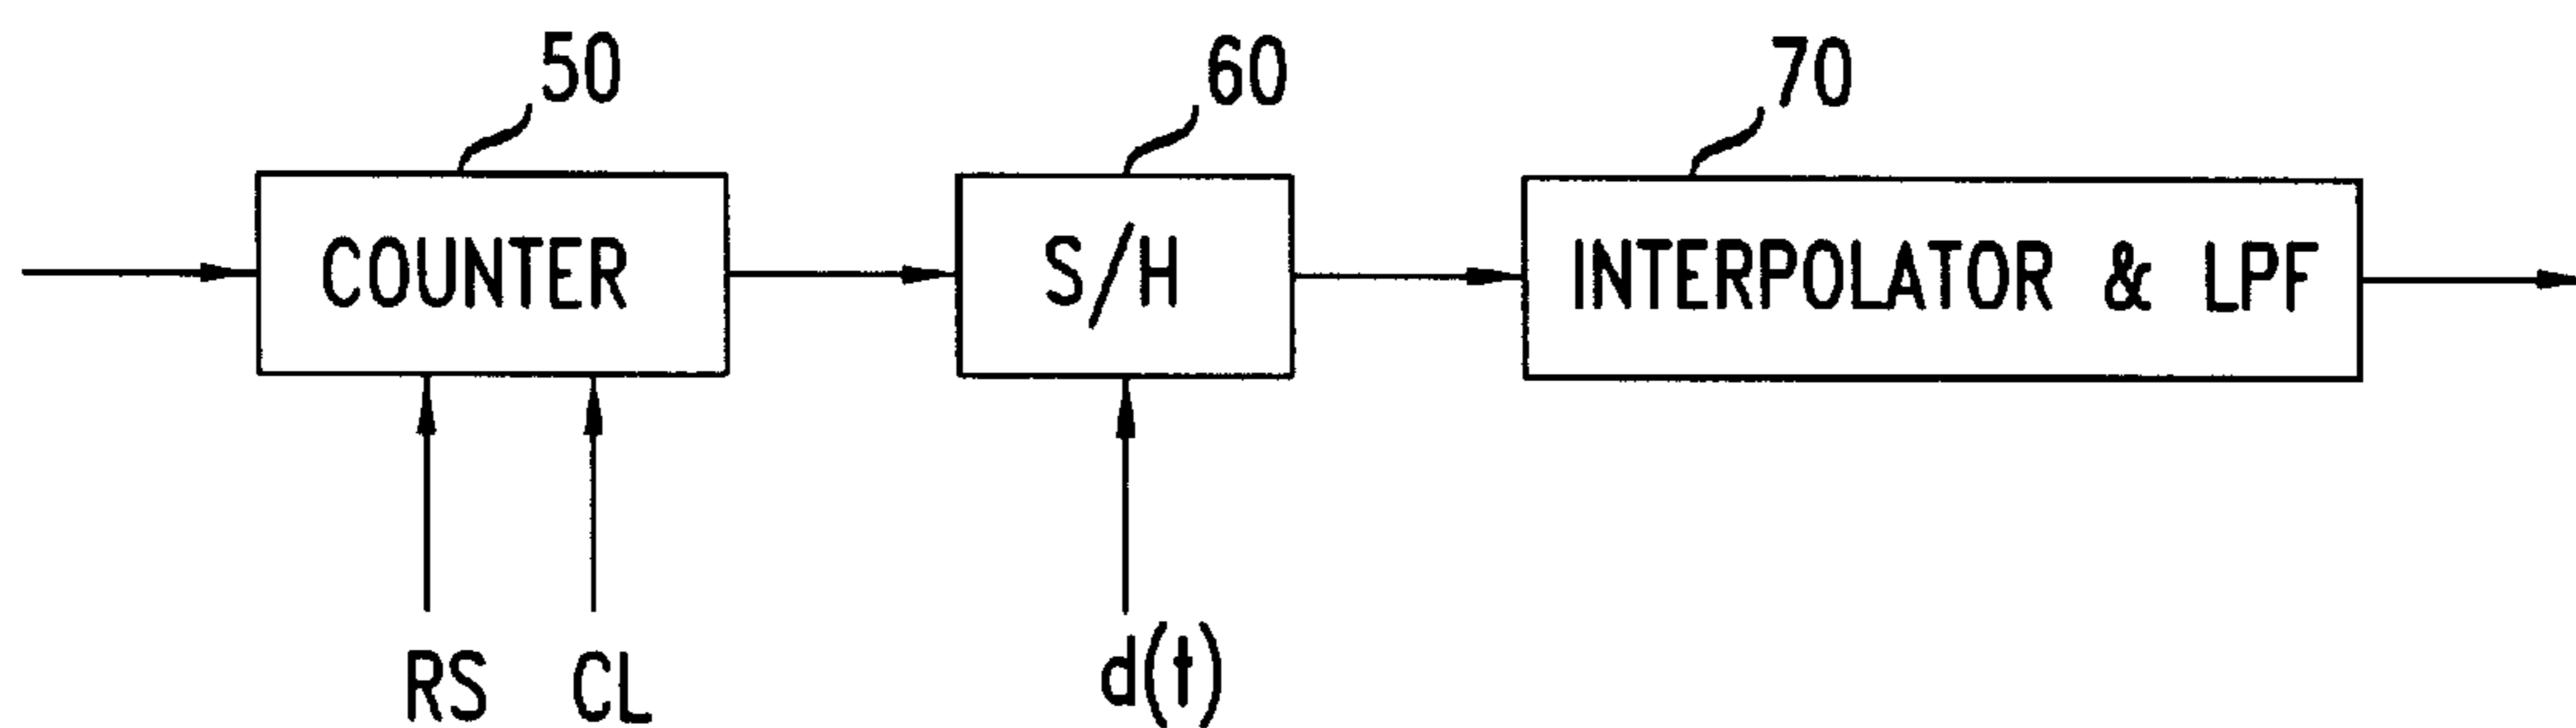 50 60 70
COUNTER S/H INTERPOLATOR & LPF
RS CL d(t)